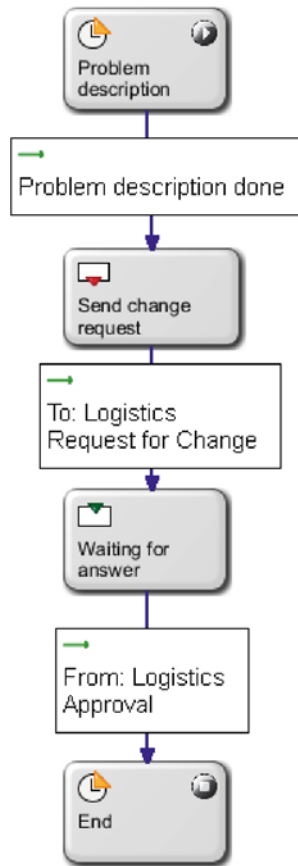 Problem
description
Problem description done
Send change
request
To: Logistics
Request for Change
Waiting for
answer
From: Logistics
Approval
End